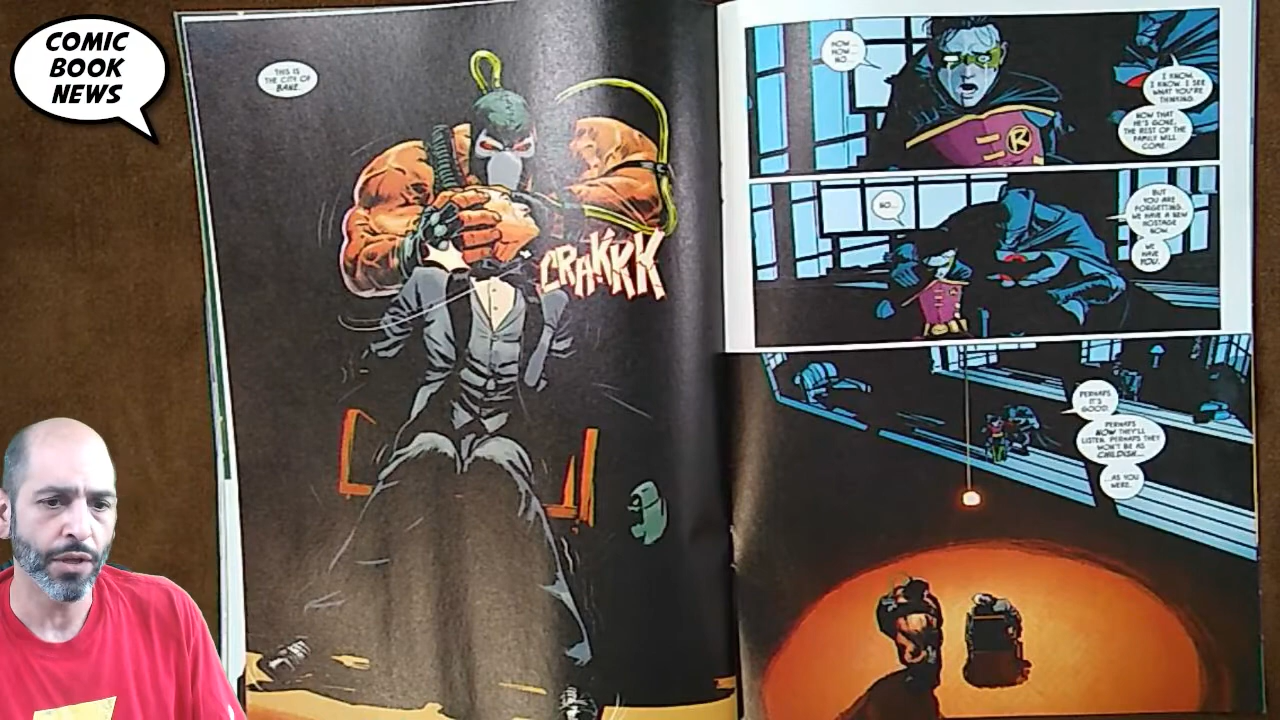 COMIC
BOOK
NEWS
THIS IS
THE CITY OF
BANE.
CRAKKK
HOW...
HOW...
NO...
I KNOW,
I KNOW. I SEE
WHAT YOU'RE
THINKING.
NOW THAT
HE'S GONE,
THE REST OF THE
FAMILY WILL
COME.
R
NO...
BUT
YOU ARE
FORGETTING.
WE HAVE A NEW
HOSTAGE
NOW.
WE
HAVE
YOU.
PERHAPS
IT'S
GOOD.
PERHAPS
NOW THEY'LL
LISTEN. PERHAPS THEY
WON'T BE AS
CHILDISH...
...AS YOU
WERE.